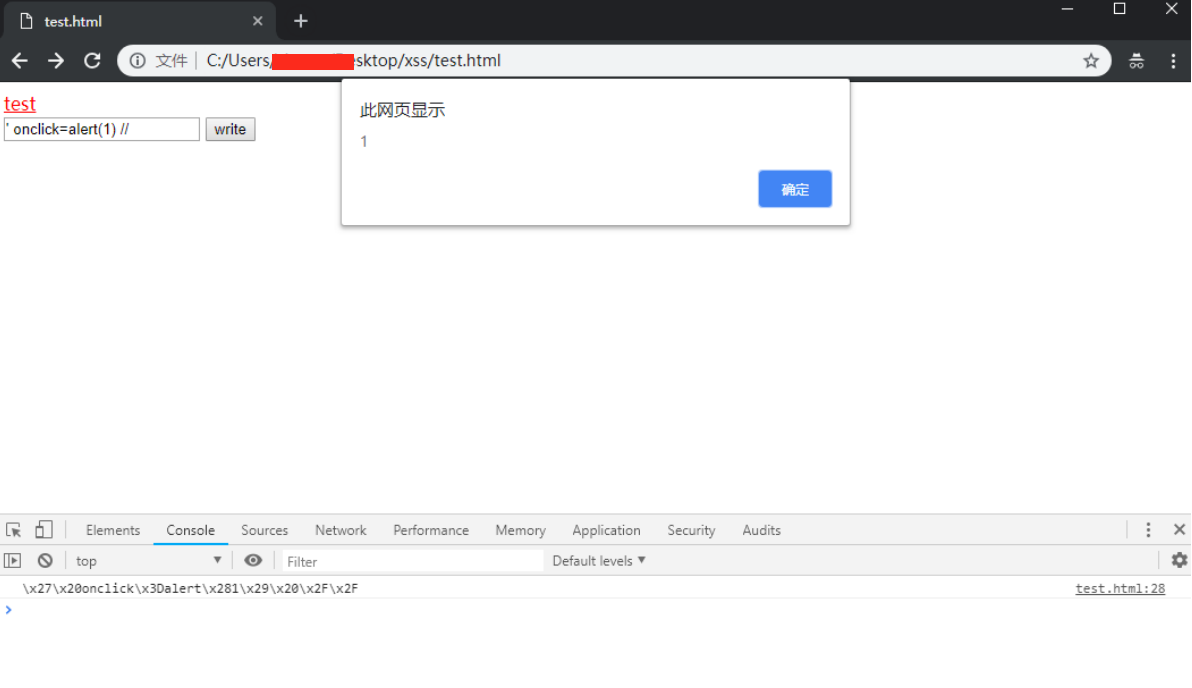 test.html
文件 C:/Users/ esktop/xss/test.html
test
' onclick=alert(1) // write
此网页显示
1
确定
Elements Console Sources Network Performance Memory Application Security Audits
top Filter Default levels
\x27\x20onclick\x3Dalert\x281\x29\x20\x2F\x2F test.html:28